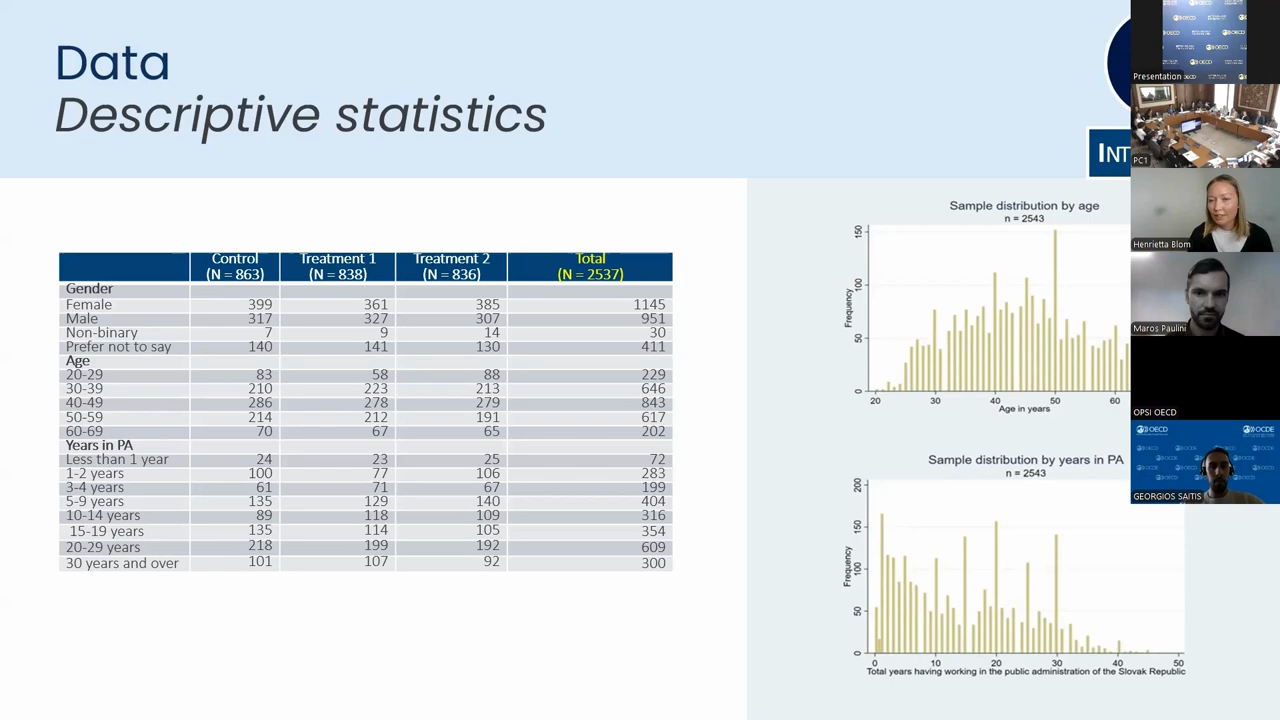 Data
Descriptive statistics
INT
Control Treatment 1 Treatment 2 Total
(N = 863) (N = 838) (N = 836) (N = 2537)
Gender
Female 399 361 385 1145
Male 317 327 307 951
Non-binary 7 9 14 30
Prefer not to say 140 141 130 411
Age
20-29 83 58 88 229
30-39 210 223 213 646
40-49 286 278 279 843
50-59 214 212 191 617
60-69 70 67 65 202
Years in PA
Less than 1 year 24 23 25 72
1-2 years 100 77 106 283
3-4 years 61 71 67 199
5-9 years 135 129 140 404
10-14 years 89 118 109 316
15-19 years 135 114 105 354
20-29 years 218 199 192 609
30 years and over 101 107 92 300
Sample distribution by age
n = 2543
Frequency
150
100
50
0
20 30 40 50 60
Age in years
Sample distribution by years in PA
n = 2543
Frequency
200
150
100
50
0
0 10 20 30 40 50
Total years having working in the public administration of the Slovak Republic
OECD
Presentation
PC1
Henrietta Blom
Maros Paulini
OPSI OECD
OECD
OCDE
GEORGIOS SAITIS